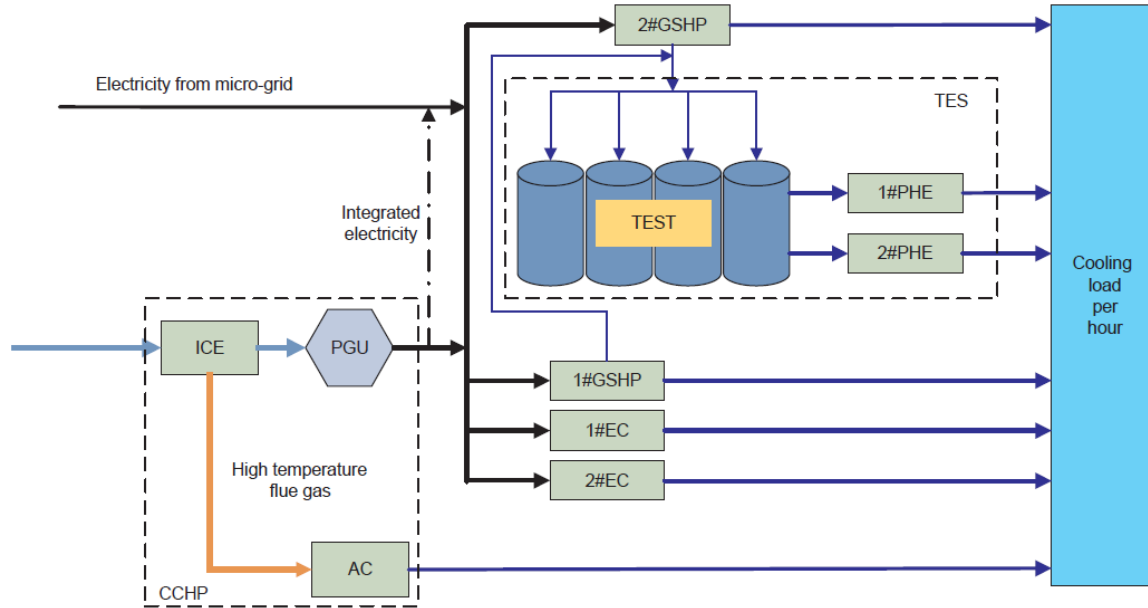 2#GSHP
Electricity from micro-grid
TES
1#PHE
TEST
Integrated
electricity
2#PHE
Cooling
load
per
hour
ICE
PGU
1#GSHP
1#EC
High temperature
flue gas
2#EC
AC
CCHP